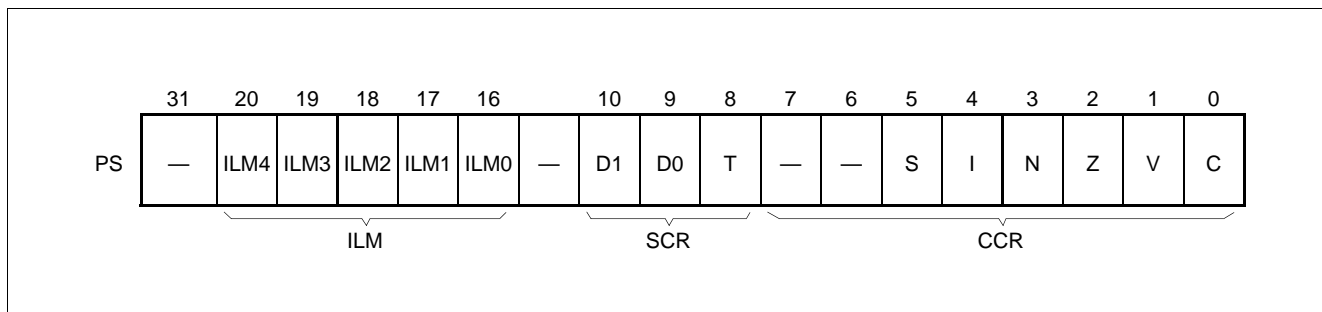 31 20 19 18 17 16 10 9 8 7 6 5 4 3 2 1 0
PS — ILM4 ILM3 ILM2 ILM1 ILM0 — D1 D0 T — — S I N Z V C
ILM SCR CCR